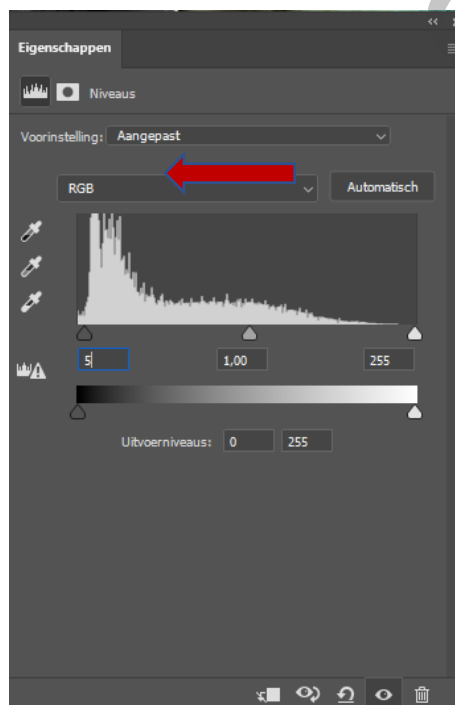 Eigenschappen
Niveaus
Voorinstelling: Aangepast
RGB
Automatisch
5 1,00 255
Uitvoerniveaus: 0 255